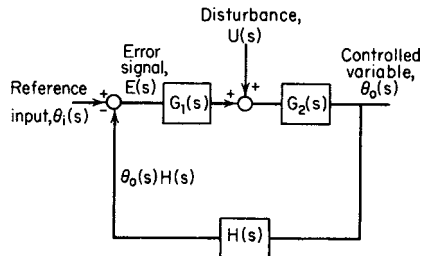 Disturbance,
U(s)
Error
signal,
E(s)
Controlled
variable,
θₒ(s)
Reference
input,θᵢ(s)
+
-
G₁(s)
+
+
G₂(s)
θₒ(s)H(s)
H(s)